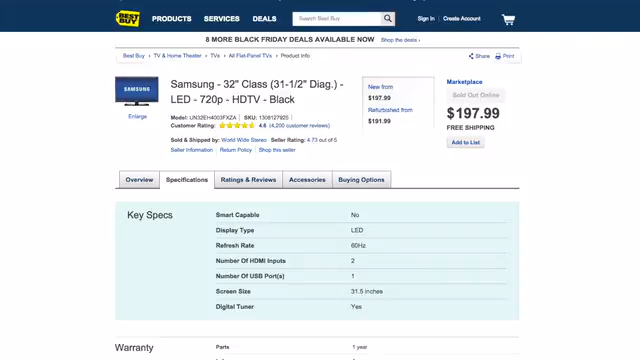 BEST BUY
PRODUCTS SERVICES DEALS Search Best Buy Sign In Create Account
8 MORE BLACK FRIDAY DEALS AVAILABLE NOW Shop the deals ›
Best Buy › TV & Home Theater › TVs › All Flat-Panel TVs › Product Info Share Print
SAMSUNG
Enlarge
Samsung - 32" Class (31-1/2" Diag.) -
LED - 720p - HDTV - Black
Model: UN32EH4003FXZA | SKU: 1308127925
Customer Rating: 4.6 (4,200 customer reviews)
Sold & Shipped by: World Wide Stereo Seller Rating: 4.73 out of 5
Seller Information | Return Policy | Shop this seller
New from
$197.99
Refurbished from
$191.99
Marketplace
Sold Out Online
$197.99
FREE SHIPPING
Add to List
Overview Specifications Ratings & Reviews Accessories Buying Options
Key Specs
Smart Capable No
Display Type LED
Refresh Rate 60Hz
Number Of HDMI Inputs 2
Number Of USB Port(s) 1
Screen Size 31.5 inches
Digital Tuner Yes
Warranty Parts 1 year